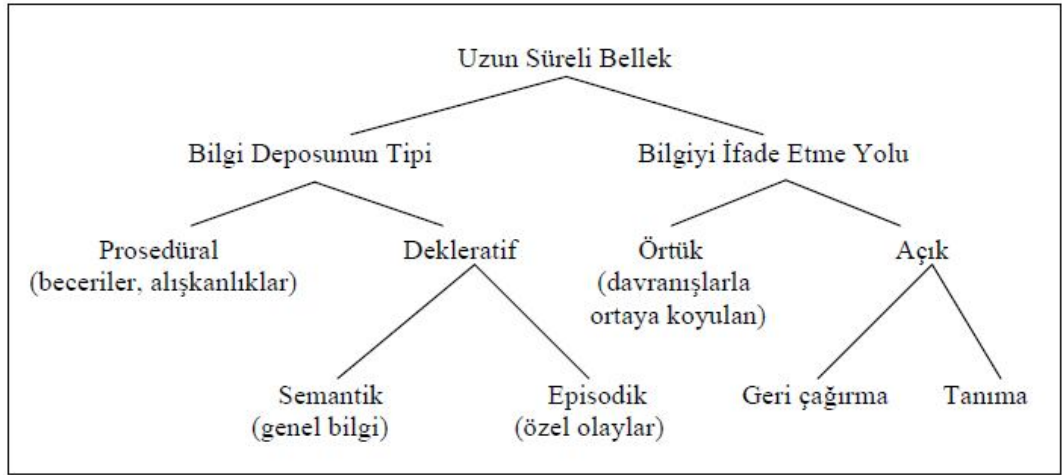 Uzun Süreli Bellek
Bilgi Deposunun Tipi
Bilgiyi İfade Etme Yolu
Prosedüral
(beceriler, alışkanlıklar)
Dekleratif
Örtük
(davranışlarla
ortaya koyulan)
Açık
Semantik
(genel bilgi)
Episodik
(özel olaylar)
Geri çağırma
Tanıma